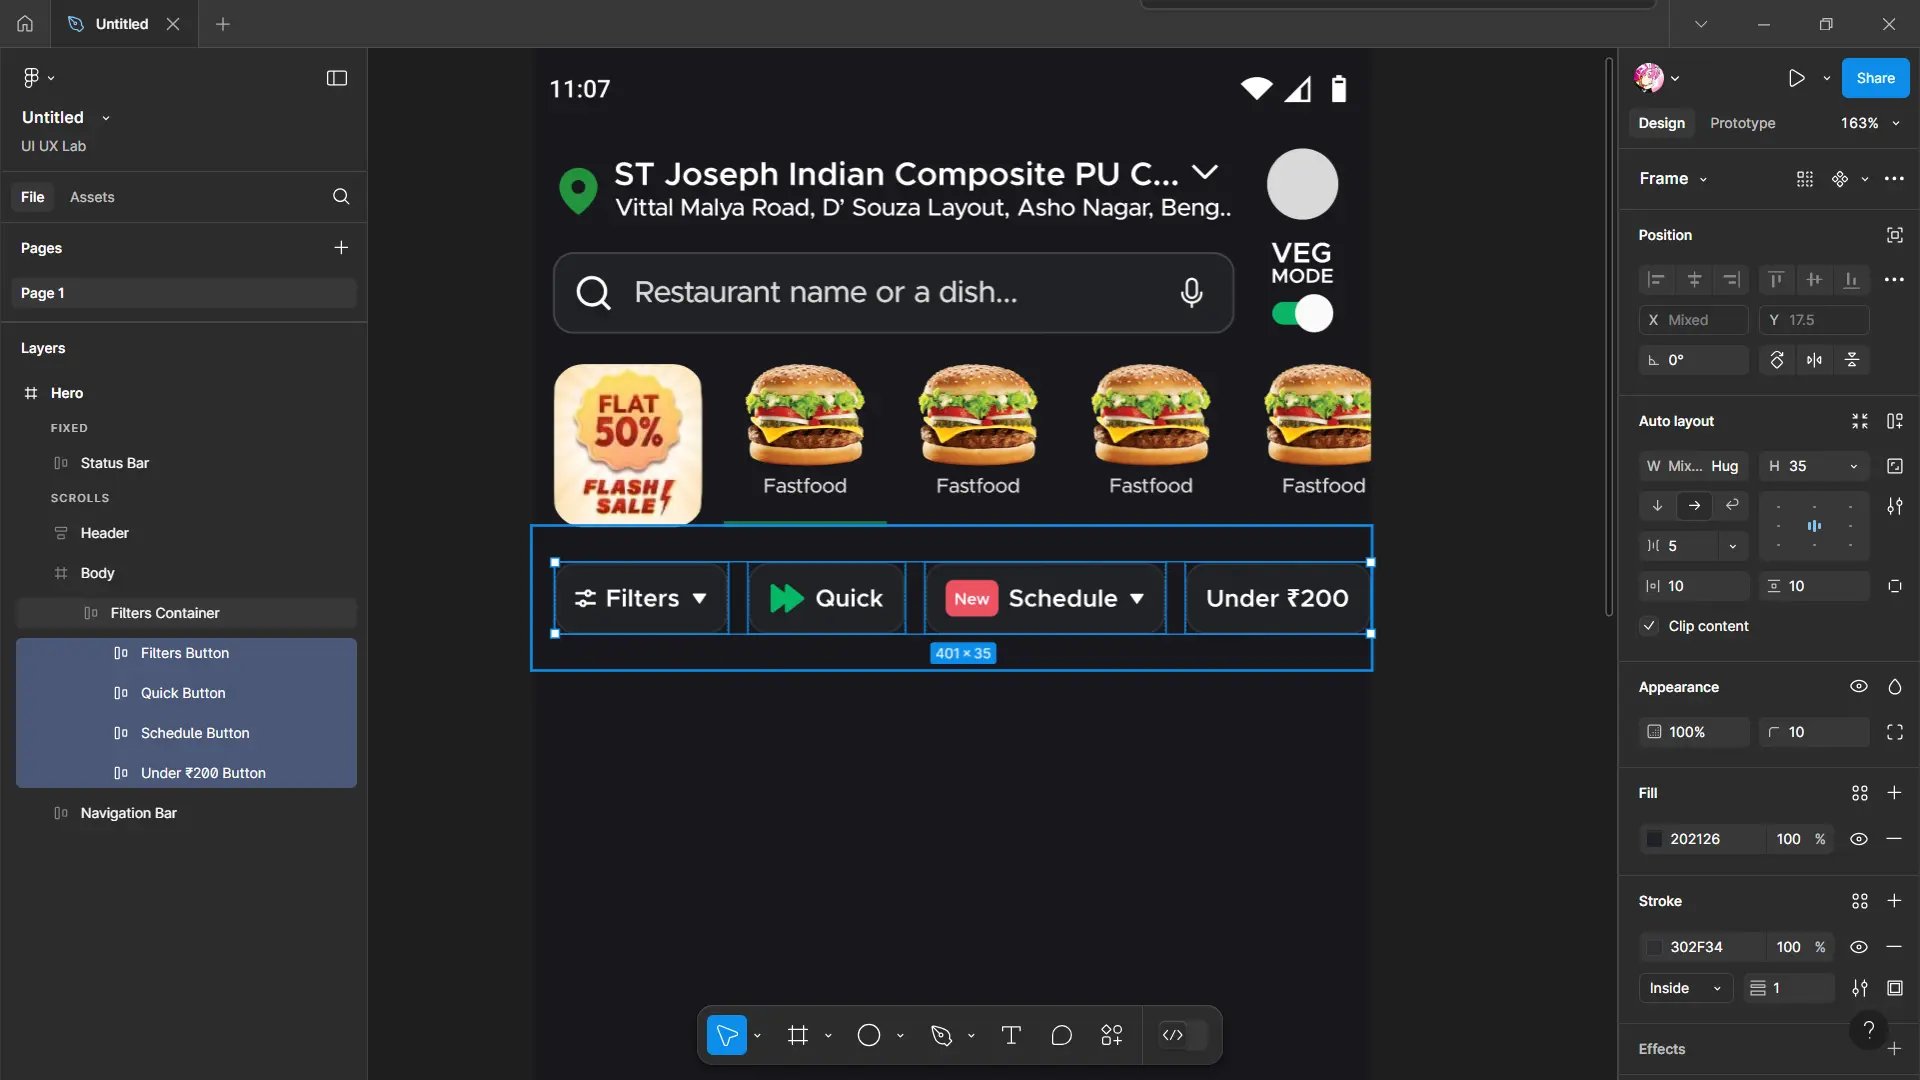 Untitled
Untitled
UI UX Lab
File
Assets
Pages
Page 1
Layers
Hero
FIXED
Status Bar
SCROLLS
Header
Body
Filters Container
Filters Button
Quick Button
Schedule Button
Under ₹200 Button
Navigation Bar
11:07
ST Joseph Indian Composite PU C...
Vittal Malya Road, D’ Souza Layout, Asho Nagar, Beng..
Restaurant name or a dish...
VEG
MODE
FLAT
50%
FLASH
SALE
Fastfood
Fastfood
Fastfood
Fastfood
Filters
Quick
New
Schedule
Under ₹200
401 × 35
Share
Design
Prototype
163%
Frame
Position
X Mixed
Y 17.5
0°
Auto layout
W Mix... Hug
H 35
5
10
10
Clip content
Appearance
100%
10
Fill
202126 100 %
Stroke
302F34 100 %
Inside
1
Effects
?